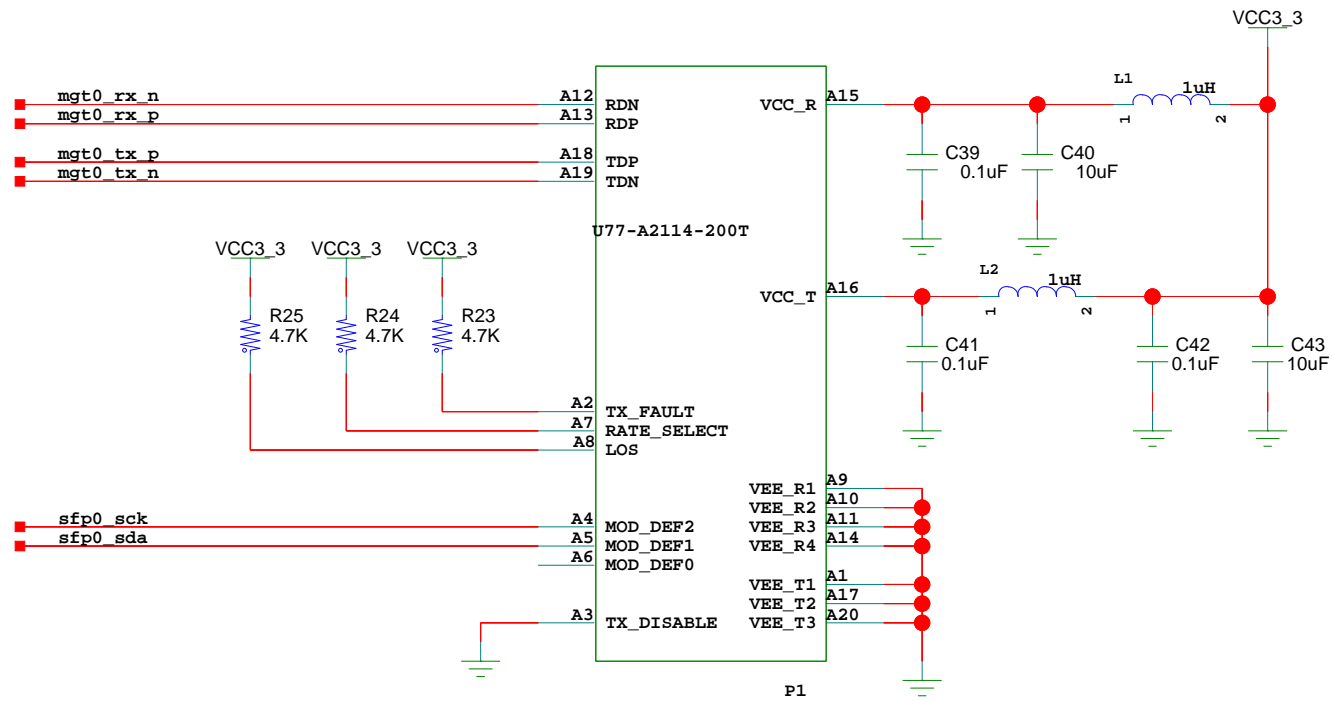 VCC3_3
mgt0_rx_n
mgt0_rx_p
mgt0_tx_p
mgt0_tx_n
A12 RDN
A13 RDP
A18 TDP
A19 TDN
VCC_R A15
L1 1uH
1 2
C39
0.1uF
C40
10uF
U77-A2114-200T
VCC3_3 VCC3_3 VCC3_3
R25
4.7K
R24
4.7K
R23
4.7K
VCC_T A16
L2 1uH
1 2
C41
0.1uF
C42
0.1uF
C43
10uF
A2 TX_FAULT
A7 RATE_SELECT
A8 LOS
sfp0_sck
sfp0_sda
A4 MOD_DEF2
A5 MOD_DEF1
A6 MOD_DEF0
A3 TX_DISABLE
VEE_R1 A9
VEE_R2 A10
VEE_R3 A11
VEE_R4 A14
VEE_T1 A1
VEE_T2 A17
VEE_T3 A20
P1